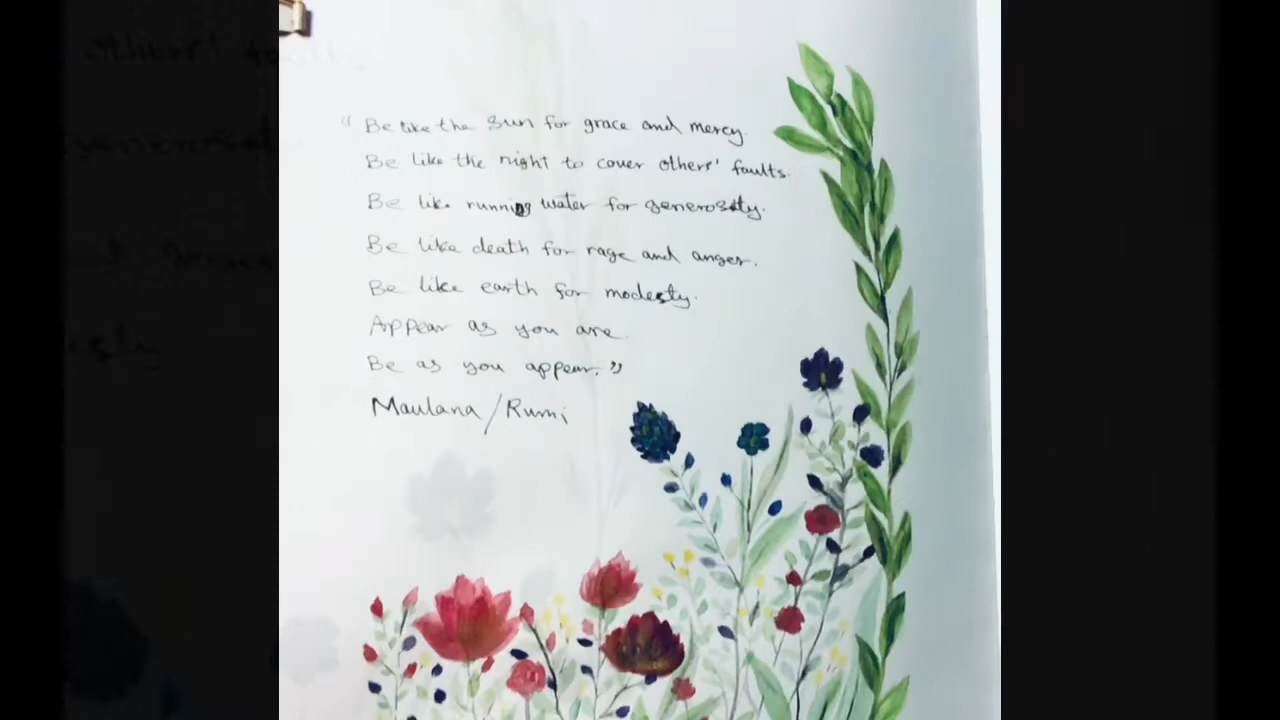 “ Be like the sun for grace and mercy.
Be like the night to cover others' faults.
Be like running water for generosity.
Be like death for rage and anger.
Be like earth for modesty.
Appear as you are.
Be as you appear.”
Maulana/Rumi